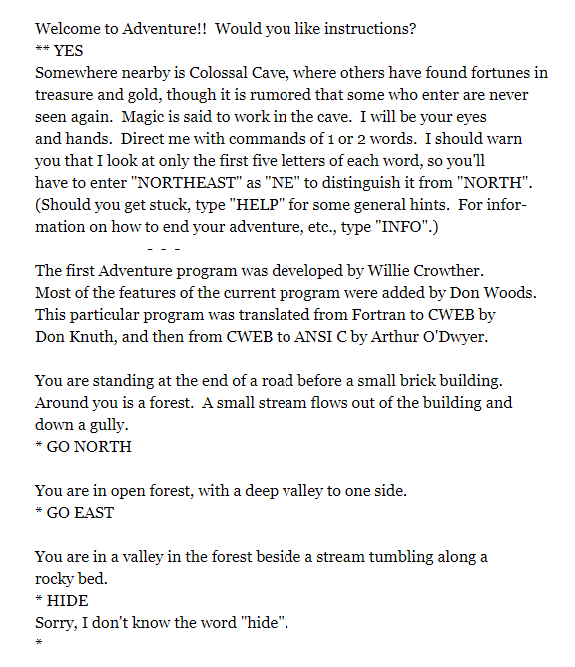 Welcome to Adventure!!  Would you like instructions?
** YES
Somewhere nearby is Colossal Cave, where others have found fortunes in
treasure and gold, though it is rumored that some who enter are never
seen again.  Magic is said to work in the cave.  I will be your eyes
and hands.  Direct me with commands of 1 or 2 words.  I should warn
you that I look at only the first five letters of each word, so you'll
have to enter "NORTHEAST" as "NE" to distinguish it from "NORTH".
(Should you get stuck, type "HELP" for some general hints.  For infor-
mation on how to end your adventure, etc., type "INFO".)
- - -
The first Adventure program was developed by Willie Crowther.
Most of the features of the current program were added by Don Woods.
This particular program was translated from Fortran to CWEB by
Don Knuth, and then from CWEB to ANSI C by Arthur O'Dwyer.
You are standing at the end of a road before a small brick building.
Around you is a forest.  A small stream flows out of the building and
down a gully.
* GO NORTH
You are in open forest, with a deep valley to one side.
* GO EAST
You are in a valley in the forest beside a stream tumbling along a
rocky bed.
* HIDE
Sorry, I don't know the word "hide".
*